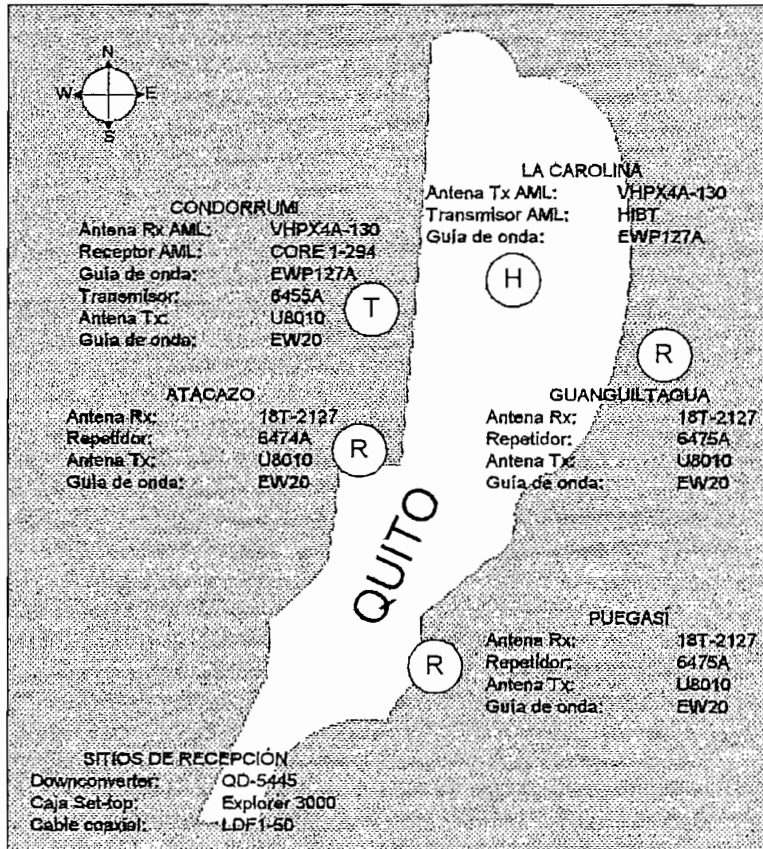 N
W E
S
LA CAROLINA
Antena Tx AML: VHPX4A-130
Transmisor AML: HIBT
Guía de onda: EWP127A
H
CONDORRUMI
Antena Rx AML: VHPX4A-130
Receptor AML: CORE 1-294
Guía de onda: EWP127A
Transmisor: 6455A
Antena Tx: U8010
Guía de onda: EW20
T
R
ATACAZO
Antena Rx: 18T-2127
Repetidor: 6474A
Antena Tx: U8010
Guía de onda: EW20
R
GUANGUILTAGUA
Antena Rx: 18T-2127
Repetidor: 6475A
Antena Tx: U8010
Guía de onda: EW20
QUITO
PUEGASÍ
Antena Rx: 18T-2127
Repetidor: 6475A
Antena Tx: U8010
Guía de onda: EW20
R
SITIOS DE RECEPCIÓN
Downconverter: QD-5445
Caja Set-top: Explorer 3000
Cable coaxial: LDF1-50